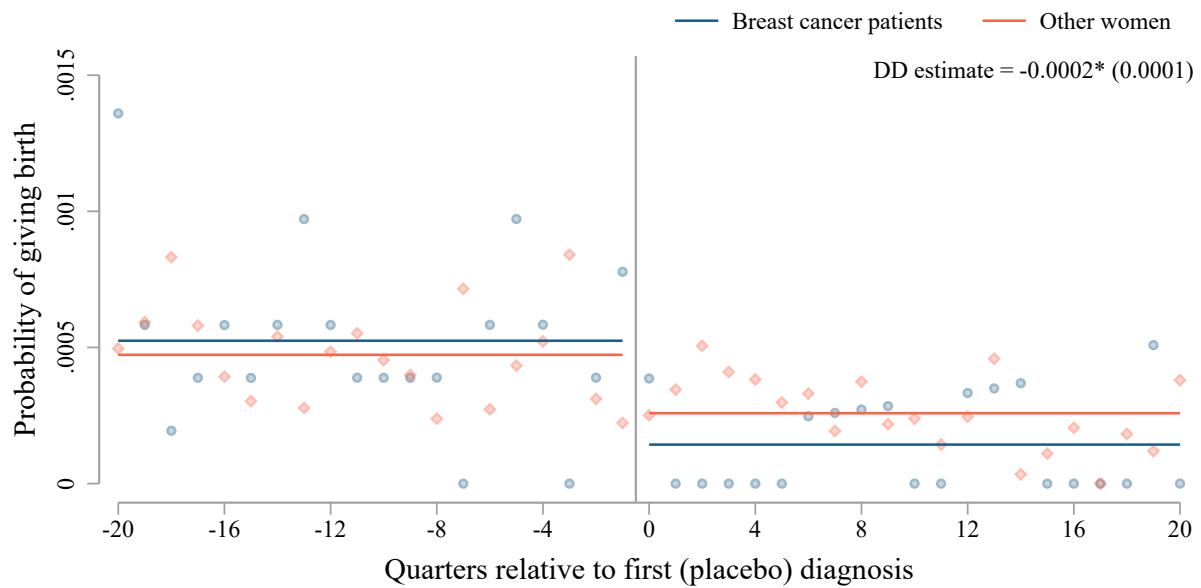 Breast cancer patients
Other women
DD estimate = -0.0002* (0.0001)
Probability of giving birth
.0015
.001
.0005
0
-20 -16 -12 -8 -4 0 4 8 12 16 20
Quarters relative to first (placebo) diagnosis